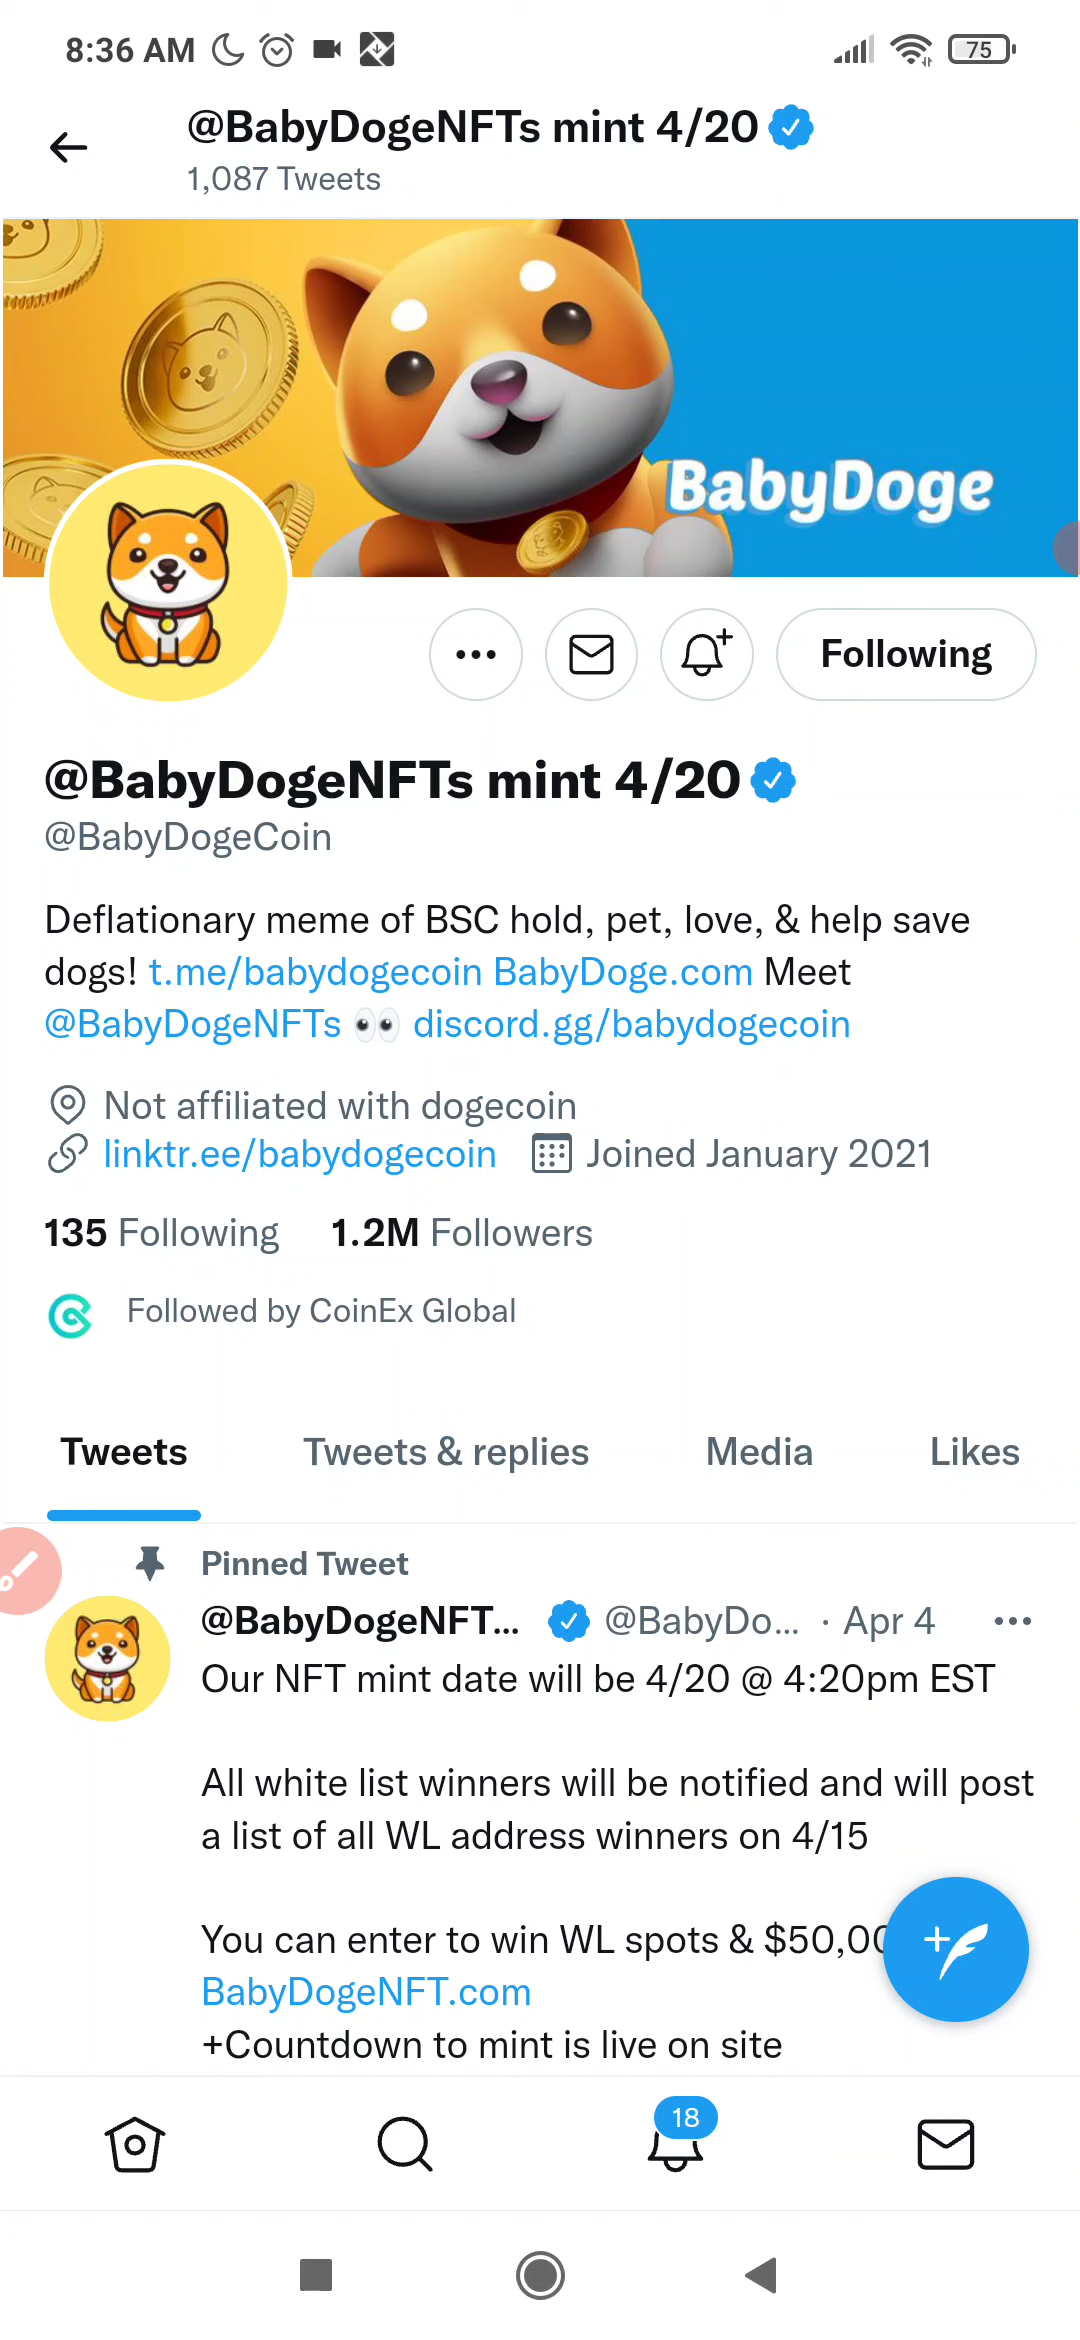 8:36 AM
75
@BabyDogeNFTs mint 4/20
1,087 Tweets
BabyDoge
Following
@BabyDogeNFTs mint 4/20
@BabyDogeCoin
Deflationary meme of BSC hold, pet, love, & help save
dogs! t.me/babydogecoin BabyDoge.com Meet
@BabyDogeNFTs 👀 discord.gg/babydogecoin
Not affiliated with dogecoin
linktr.ee/babydogecoin Joined January 2021
135 Following 1.2M Followers
Followed by CoinEx Global
Tweets Tweets & replies Media Likes
Pinned Tweet
@BabyDogeNFT... @BabyDo... · Apr 4
Our NFT mint date will be 4/20 @ 4:20pm EST
All white list winners will be notified and will post
a list of all WL address winners on 4/15
You can enter to win WL spots & $50,00
BabyDogeNFT.com
+Countdown to mint is live on site
18